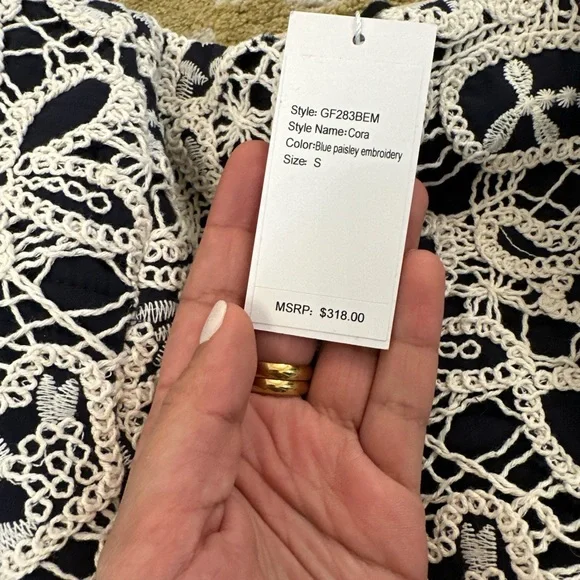 Style: GF283BEM
Style Name:Cora
Color:Blue paisley embroidery
Size: S
MSRP: $318.00